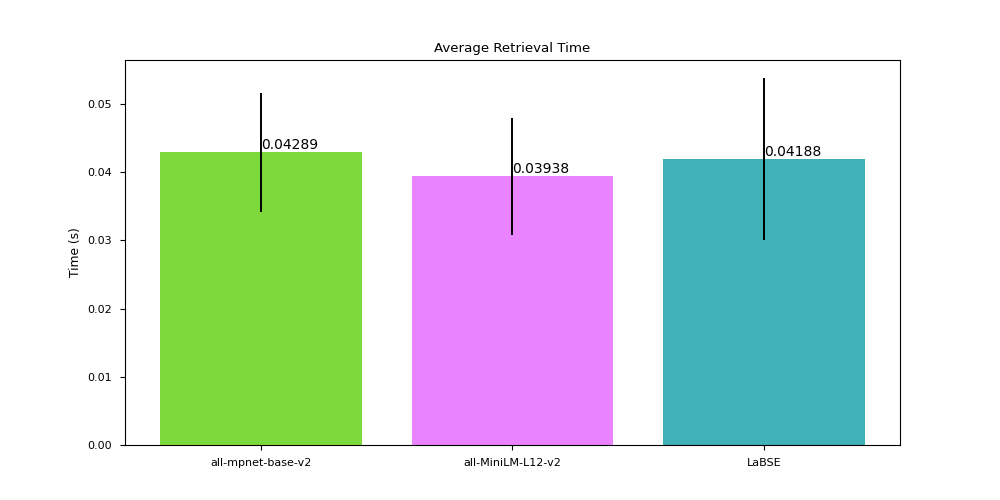 Average Retrieval Time
Time (s)
0.05
0.04
0.03
0.02
0.01
0.00
0.04289
0.03938
0.04188
all-mpnet-base-v2
all-MiniLM-L12-v2
LaBSE